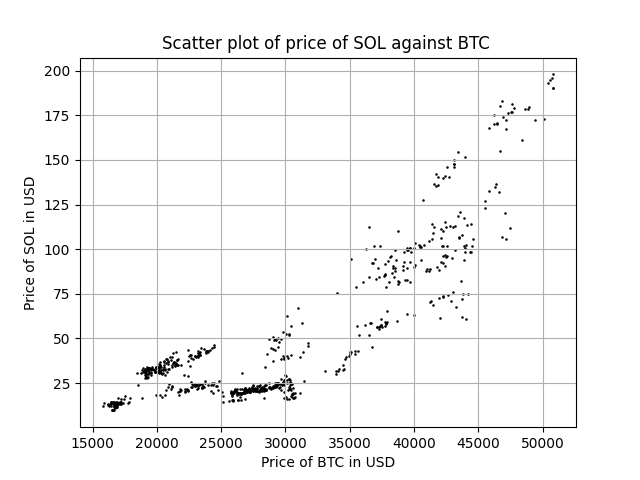 Scatter plot of price of SOL against BTC
200
175
150
125
100
75
50
25
Price of SOL in USD
15000 20000 25000 30000 35000 40000 45000 50000
Price of BTC in USD